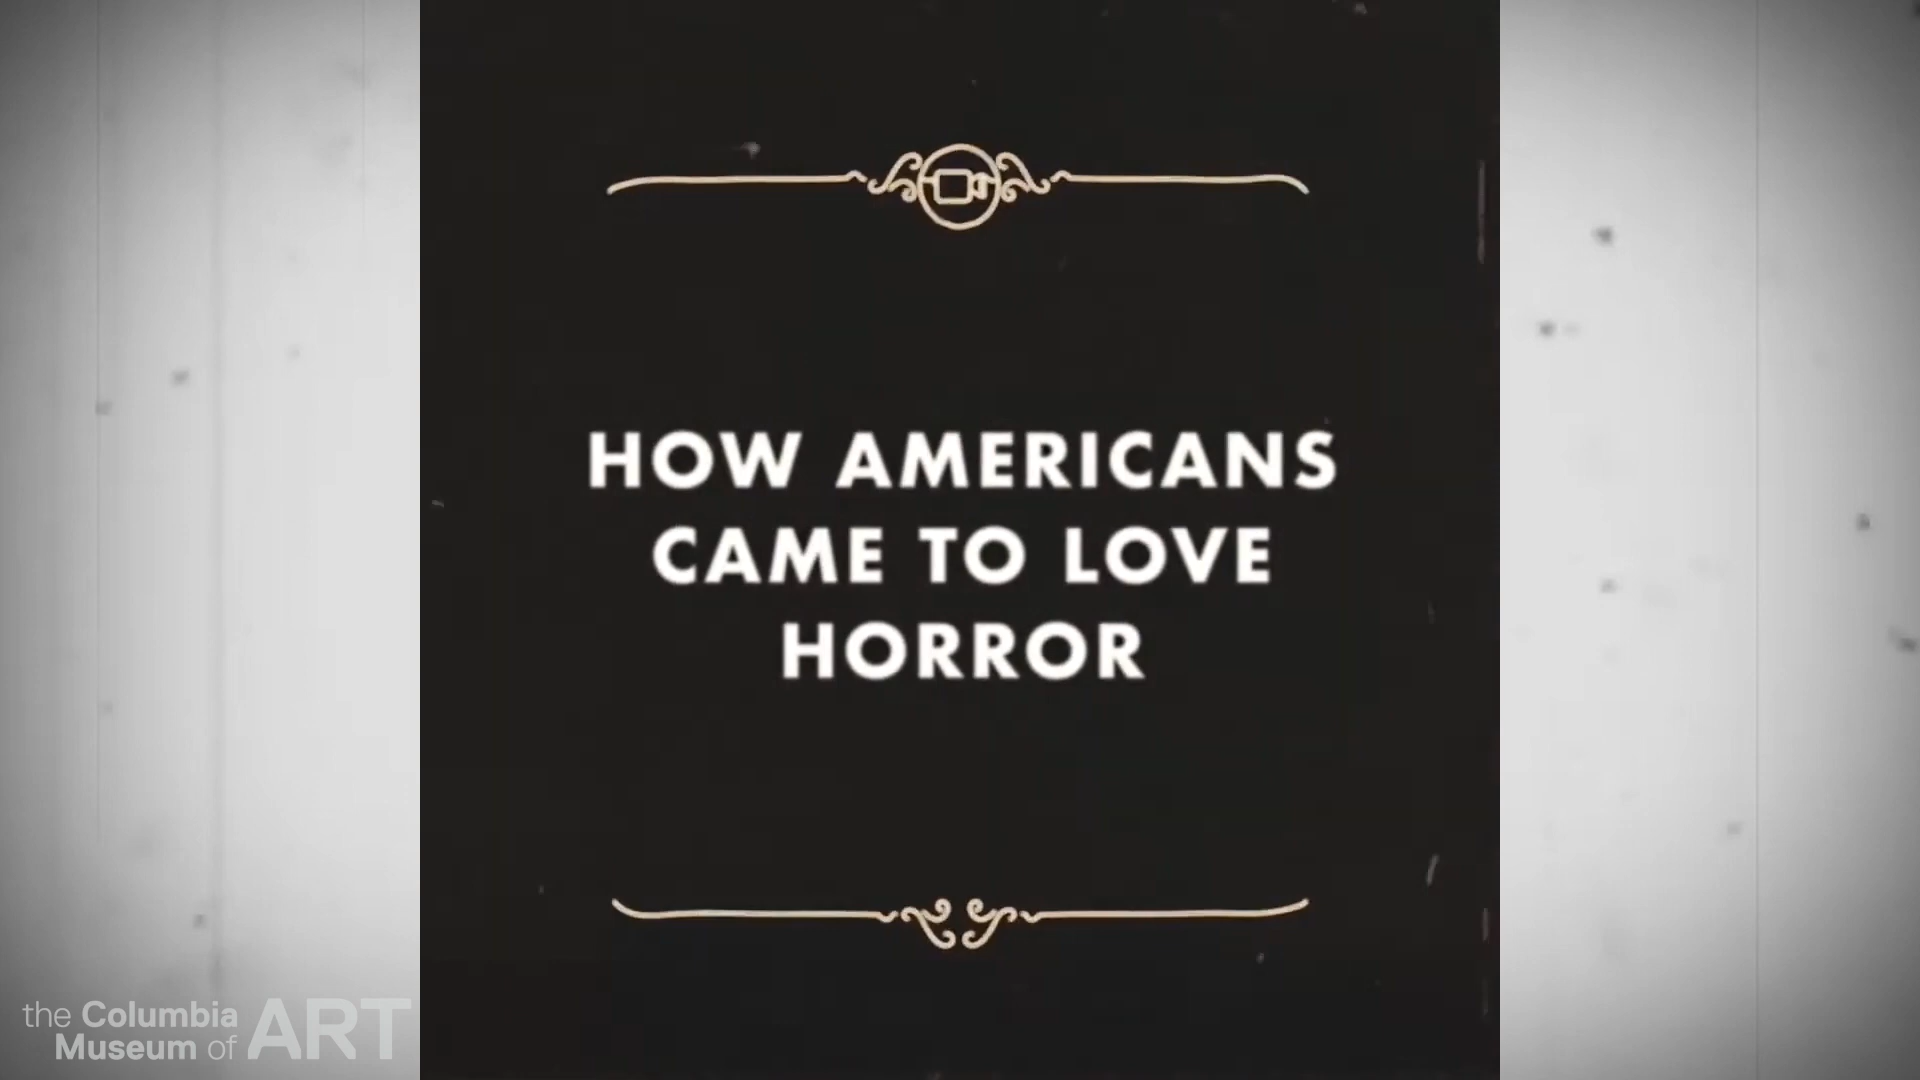 HOW AMERICANS
CAME TO LOVE
HORROR
the Columbia
Museum of ART